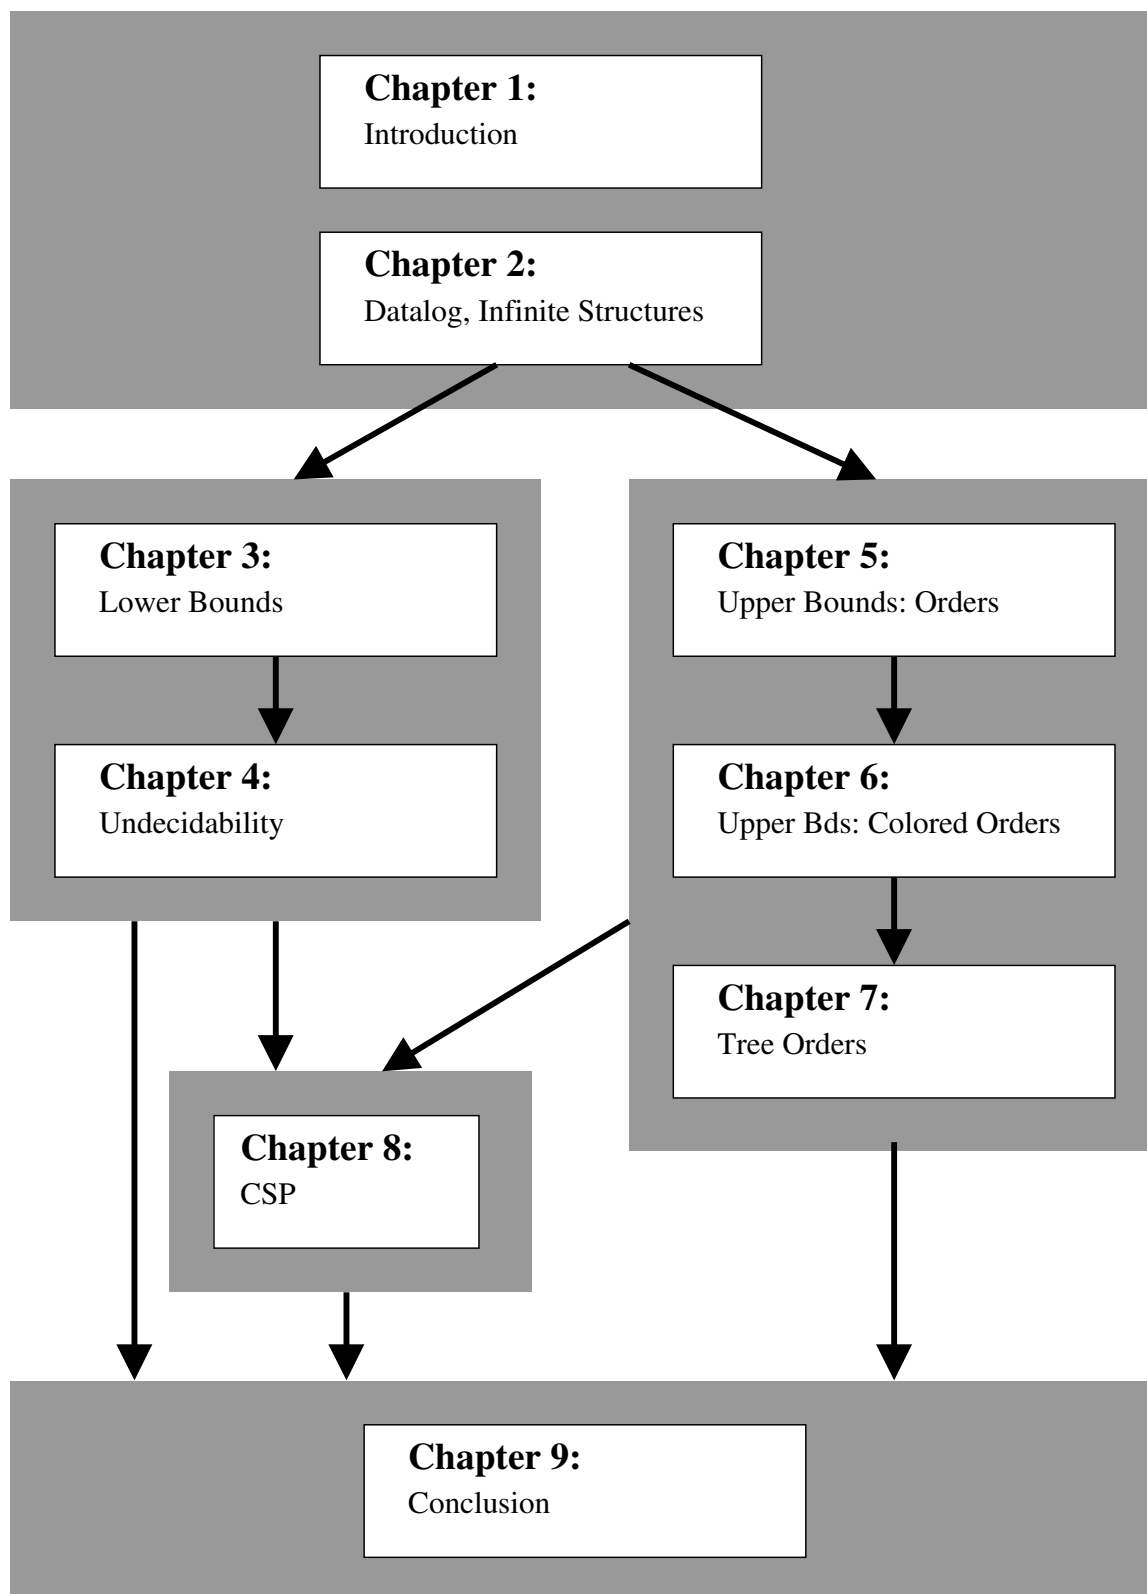 Chapter 1:
Introduction
Chapter 2:
Datalog, Infinite Structures
Chapter 3:
Lower Bounds
Chapter 4:
Undecidability
Chapter 5:
Upper Bounds: Orders
Chapter 6:
Upper Bds: Colored Orders
Chapter 7:
Tree Orders
Chapter 8:
CSP
Chapter 9:
Conclusion